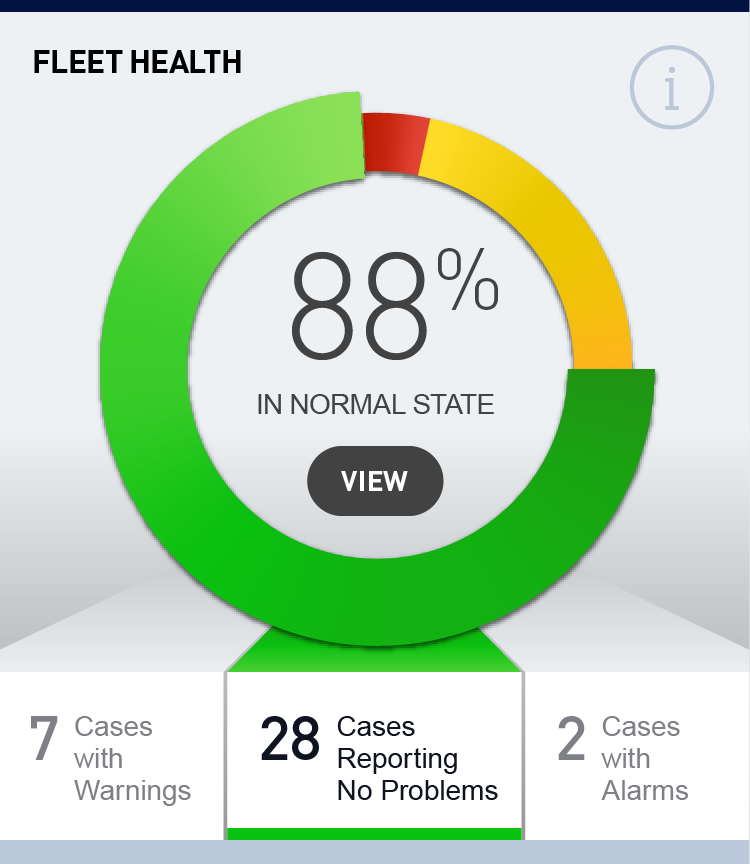 FLEET HEALTH
i
88%
IN NORMAL STATE
VIEW
7 Cases
with
Warnings
28 Cases
Reporting
No Problems
2 Cases
with
Alarms